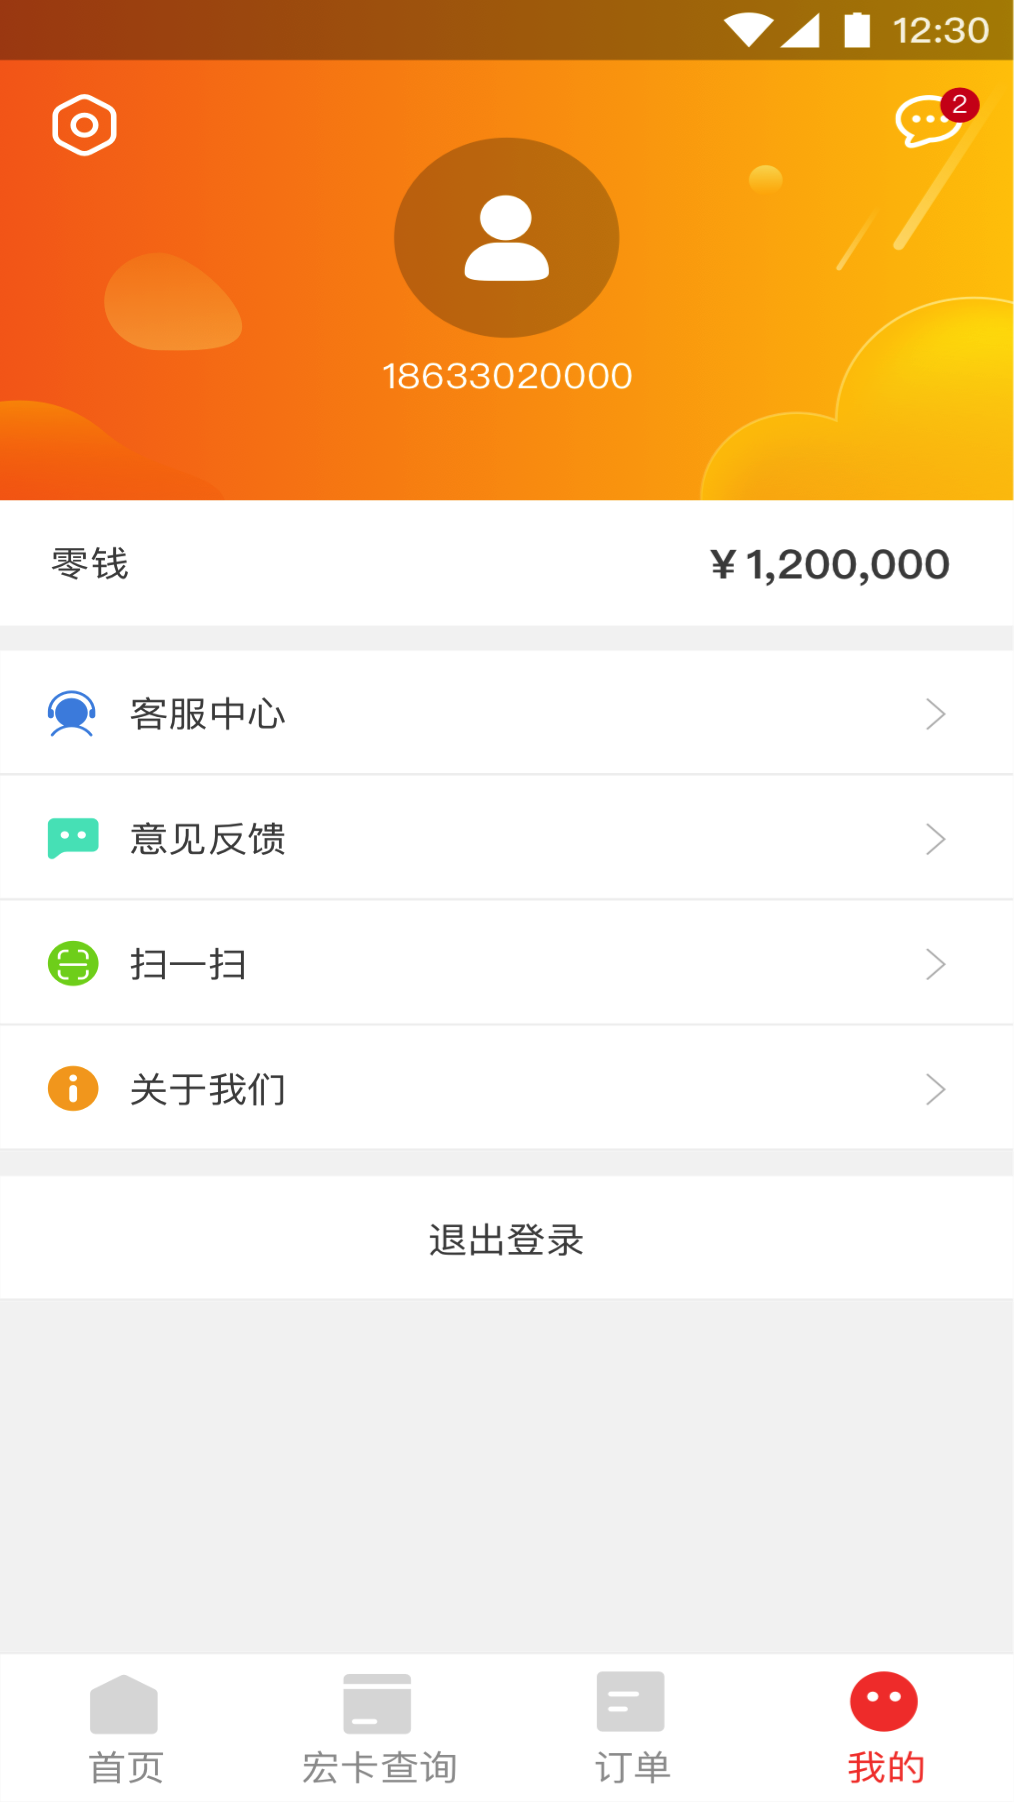 12:30
2
18633020000
零钱 ¥1,200,000
客服中心
意见反馈
扫一扫
关于我们
退出登录
首页 宏卡查询 订单 我的